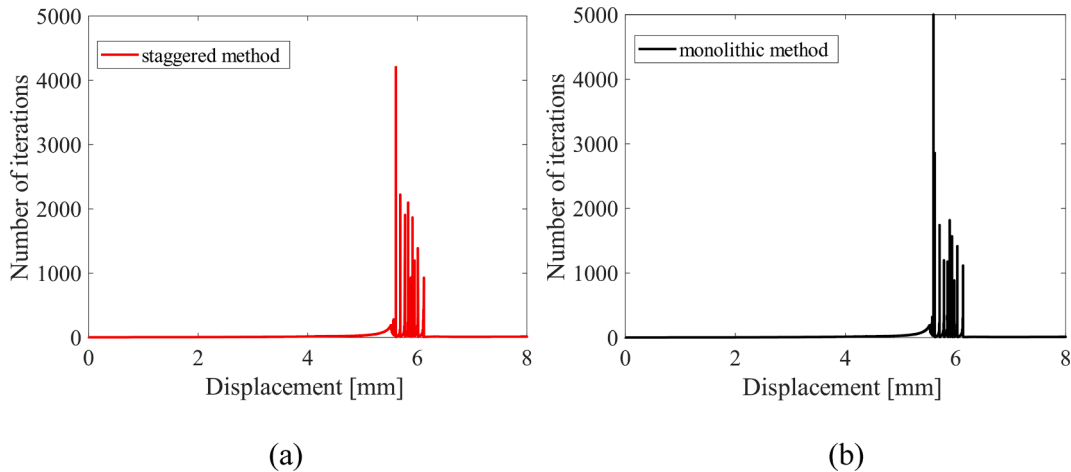 5000
4000
3000
2000
1000
0
Number of iterations
staggered method
0
2
4
6
8
Displacement [mm]
(a)
5000
4000
3000
2000
1000
0
Number of iterations
monolithic method
0
2
4
6
8
Displacement [mm]
(b)